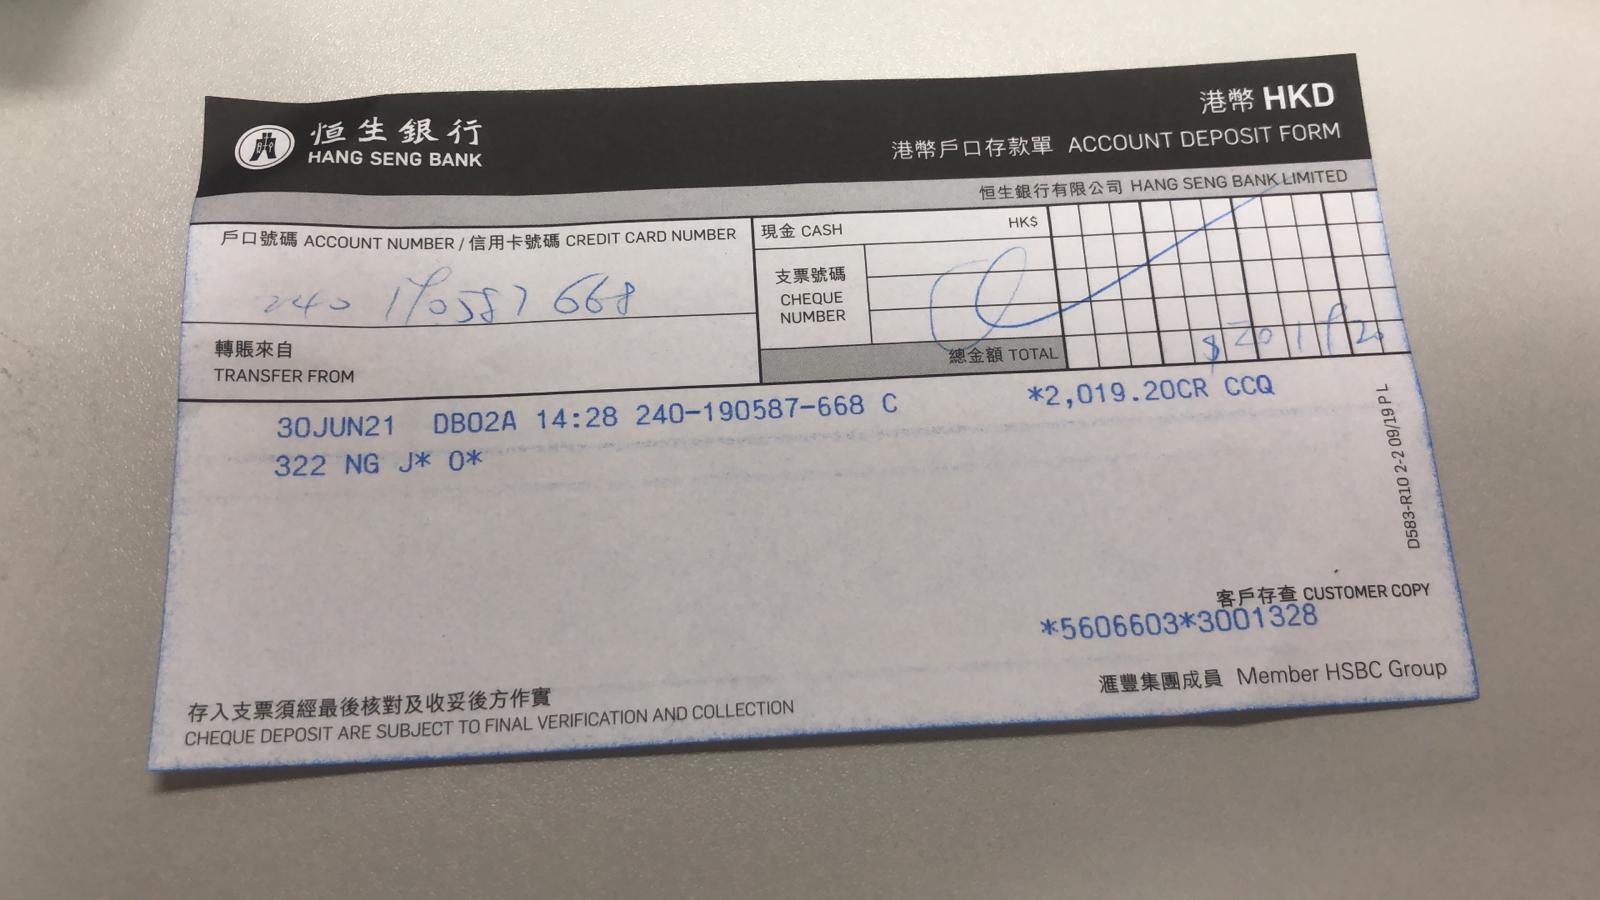 恒生銀行
HANG SENG BANK
港幣 HKD
港幣戶口存款單 ACCOUNT DEPOSIT FORM
恒生銀行有限公司 HANG SENG BANK LIMITED
戶口號碼 ACCOUNT NUMBER / 信用卡號碼 CREDIT CARD NUMBER
240 190587 668
現金 CASH HK$
支票號碼
CHEQUE
NUMBER
總金額 TOTAL
$ 2019 20
轉賬來自
TRANSFER FROM
30JUN21 DB02A 14:28 240-190587-668 C *2,019.20CR CCQ
322 NG J* O*
D583-R10 2-2 09/19 PL
客戶存查 CUSTOMER COPY
*5606603*3001328
滙豐集團成員 Member HSBC Group
存入支票須經最後核對及收妥後方作實
CHEQUE DEPOSIT ARE SUBJECT TO FINAL VERIFICATION AND COLLECTION